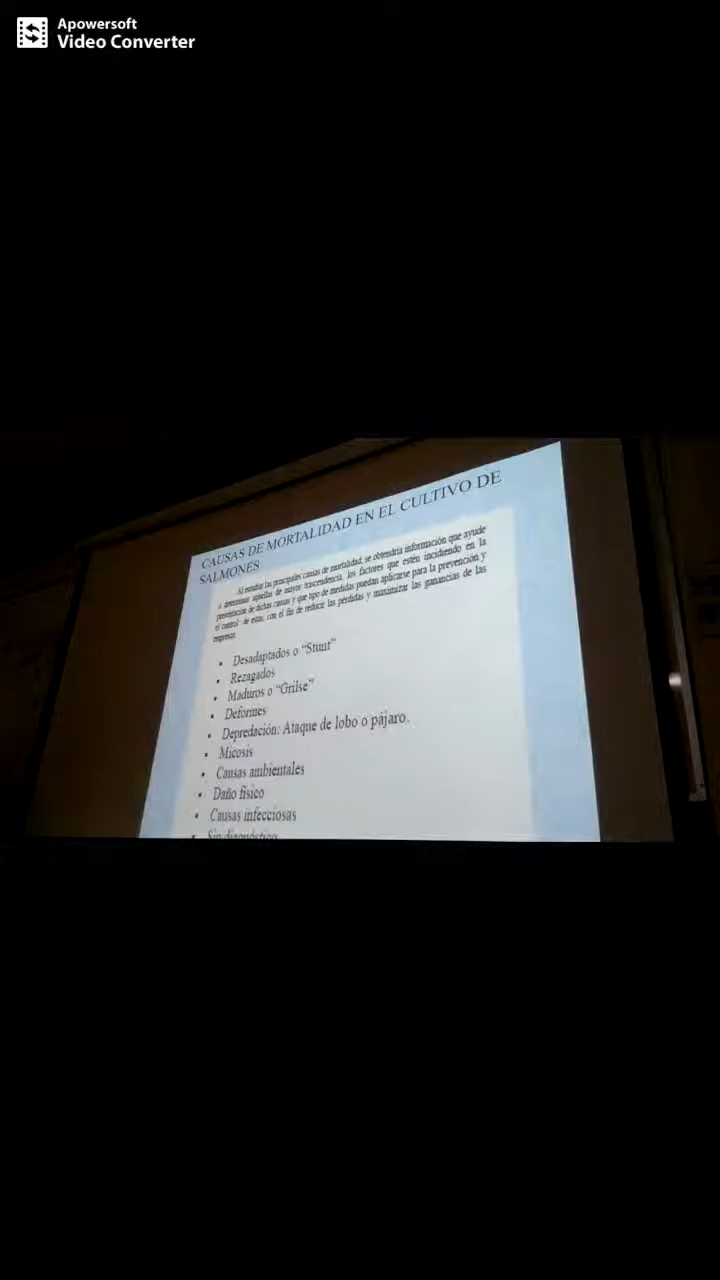 Apowersoft
Video Converter
CAUSAS DE MORTALIDAD EN EL CULTIVO DE
SALMONES
Al estudiar las principales causas de mortalidad, se obtendría información que ayude
a determinar aquellas de mayor trascendencia, los factores que estén incidiendo en la
presentación de dichas causas y que tipo de medidas puedan aplicarse para la prevención y
el control de estas, con el fin de reducir las pérdidas y maximizar las ganancias de las
empresas.
• Desadaptados o "Stunt"
• Rezagados
• Maduros o "Grilse"
• Deformes
• Depredación: Ataque de lobo o pájaro.
• Micosis
• Causas ambientales
• Daño físico
• Causas infecciosas
• Sin diagnóstico